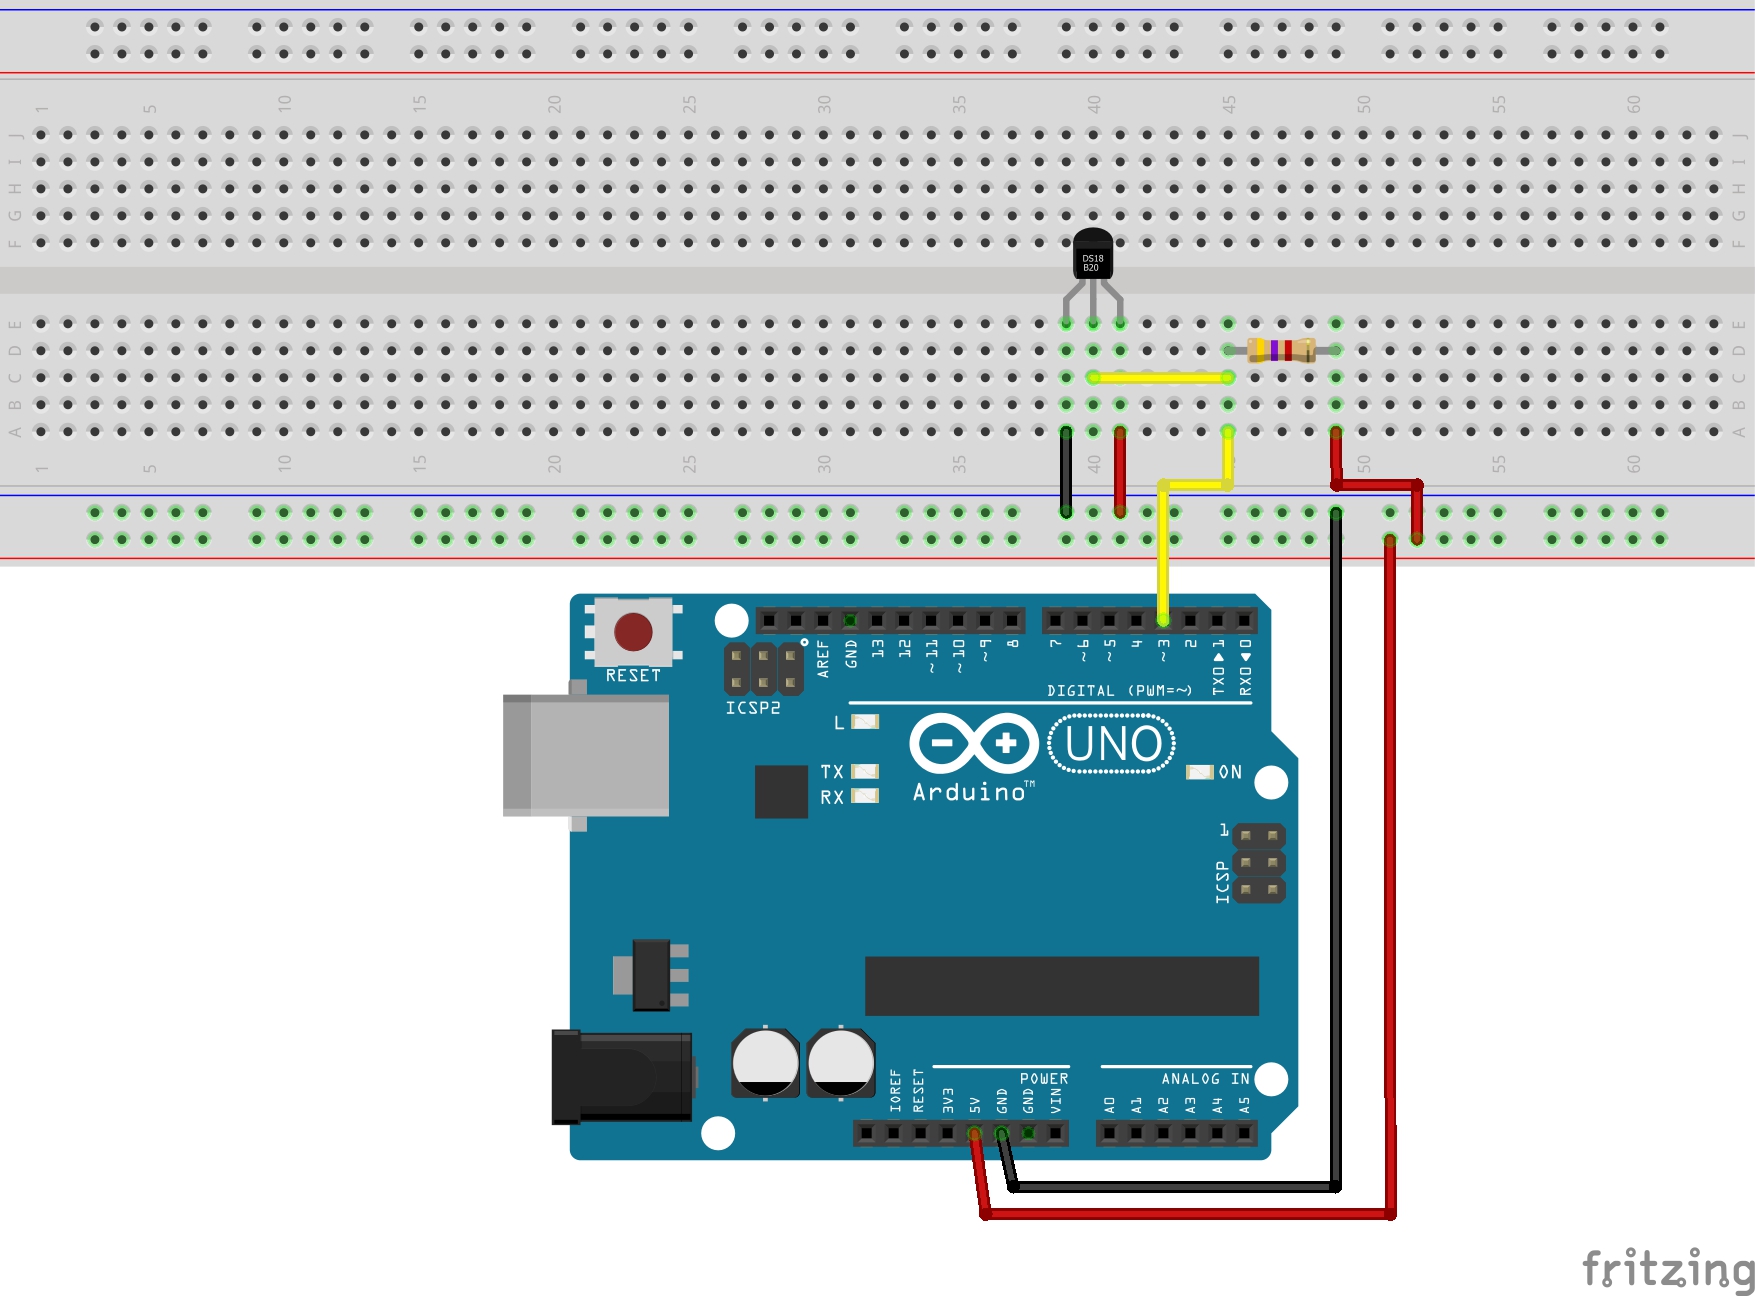 1 5 10 15 20 25 30 35 40 45 50 55 60
J J
I I
H H
G G
F F
DS18
B20
E E
D D
C C
B B
A A
1 5 10 15 20 25 30 35 40 50 55 60
RESET
AREF GND 13 12 ~11 ~10 ~9 8 7 ~6 ~5 4 ~3 2 TX0▶1 RX0◀0
DIGITAL (PWM=~)
ICSP2
L
UNO
TX
RX
Arduino™
ON
1
ICSP
POWER
ANALOG IN
IOREF RESET 3V3 5V GND GND VIN A0 A1 A2 A3 A4 A5
fritzing